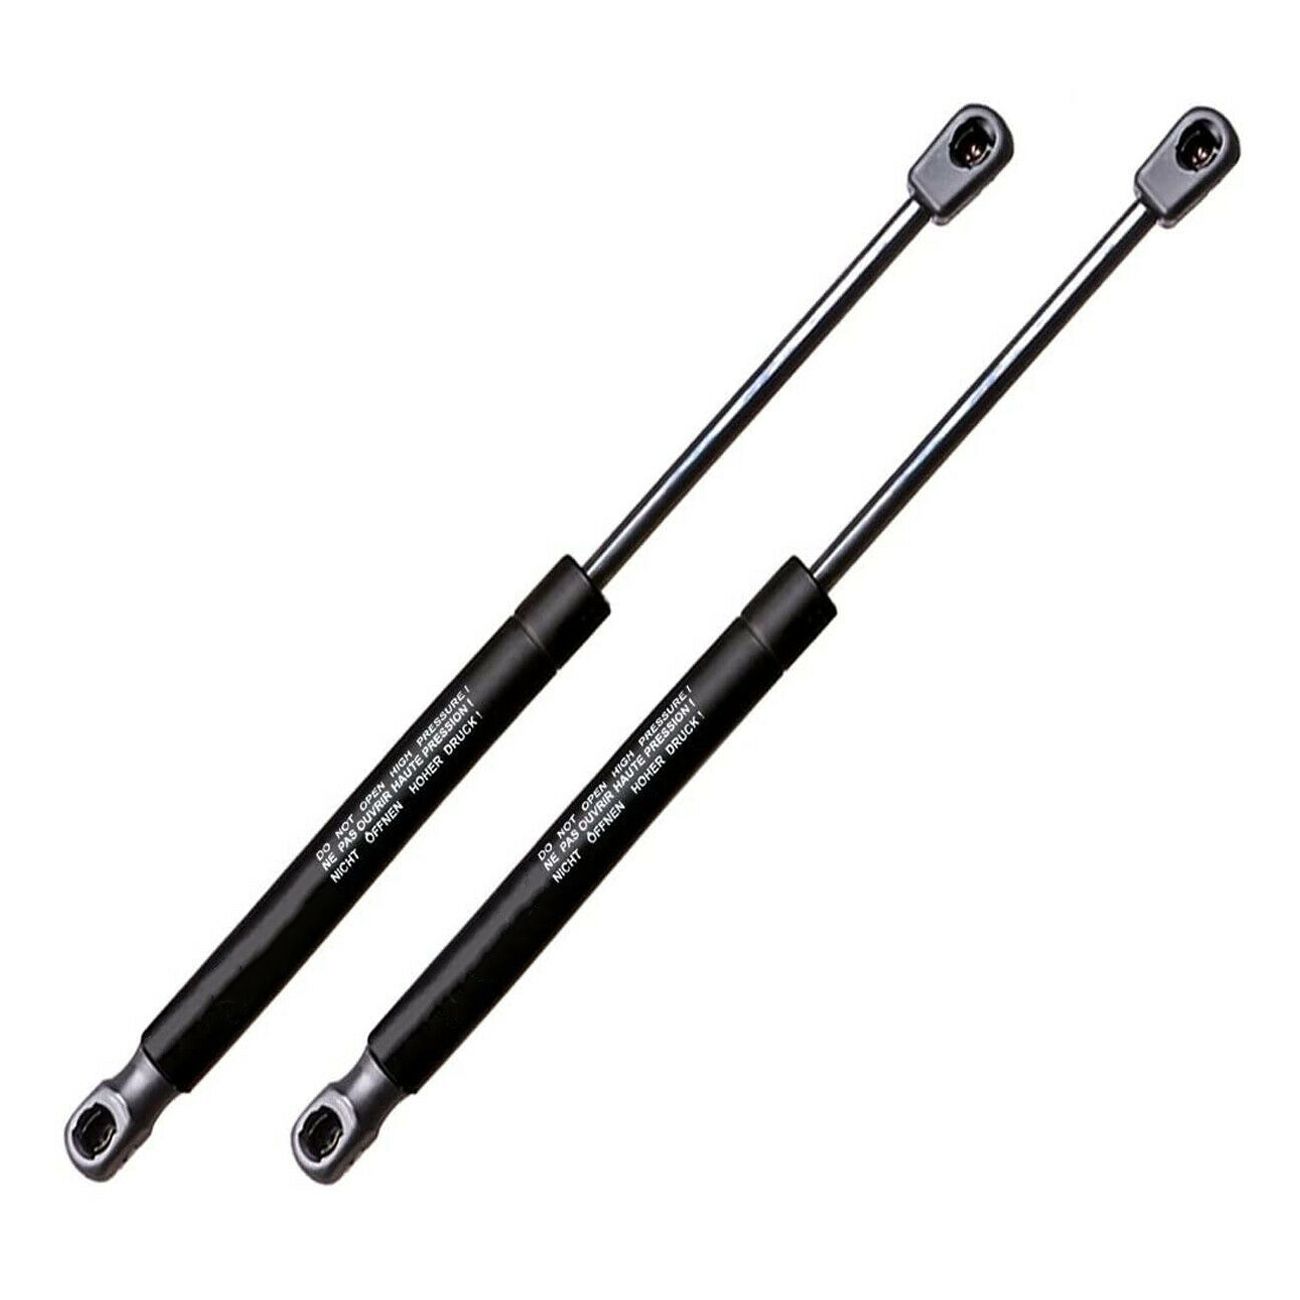 DO NOT OPEN HIGH PRESSURE !
NE PAS OUVRIR HAUTE PRESSION !
NICHT ÖFFNEN HOHER DRUCK !
DO NOT OPEN HIGH PRESSURE !
NE PAS OUVRIR HAUTE PRESSION !
NICHT ÖFFNEN HOHER DRUCK !